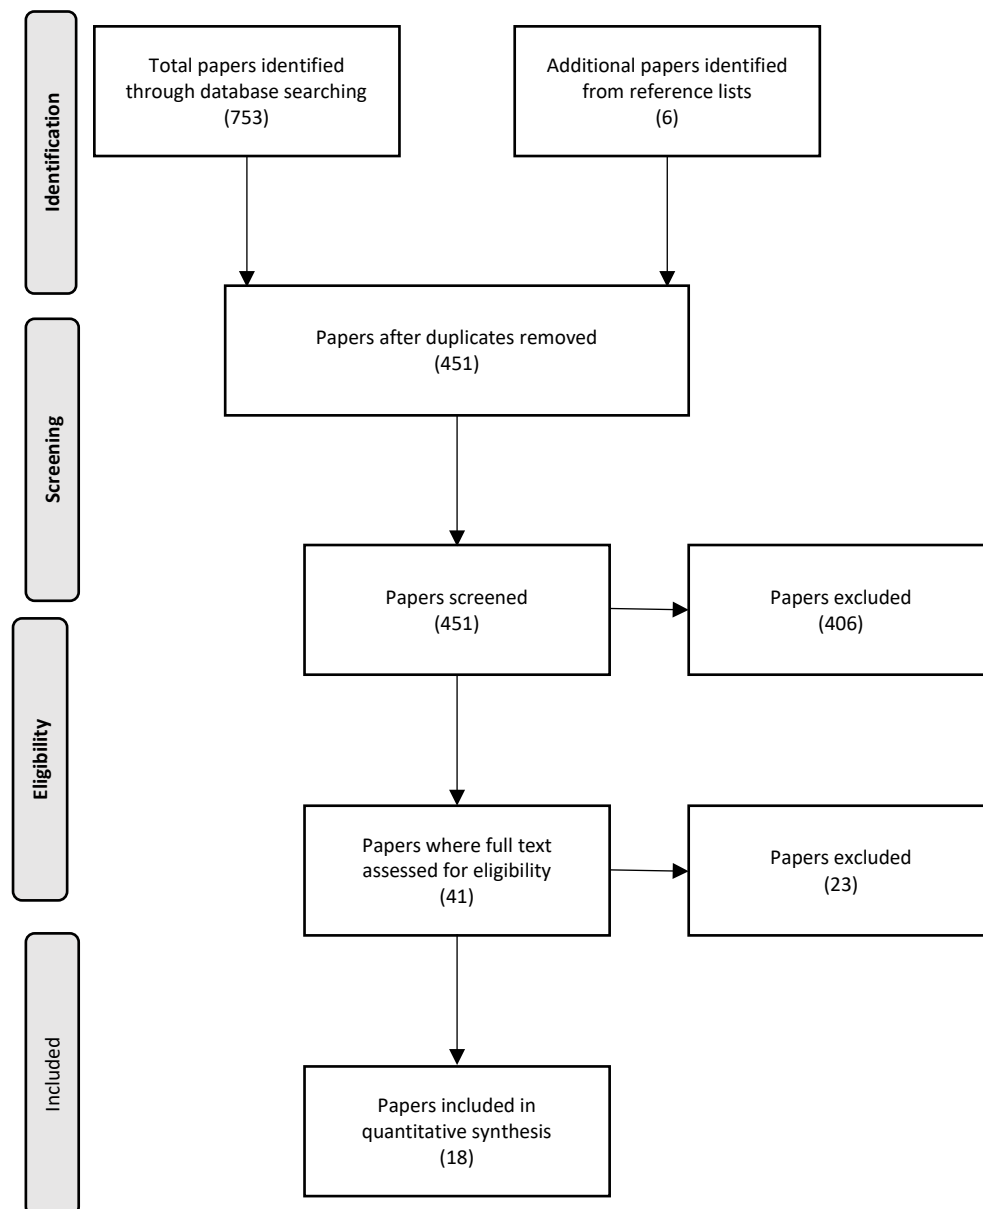 Identification
Total papers identified
through database searching
(753)
Additional papers identified
from reference lists
(6)
Papers after duplicates removed
(451)
Screening
Papers screened
(451)
Papers excluded
(406)
Eligibility
Papers where full text
assessed for eligibility
(41)
Papers excluded
(23)
Included
Papers included in
quantitative synthesis
(18)